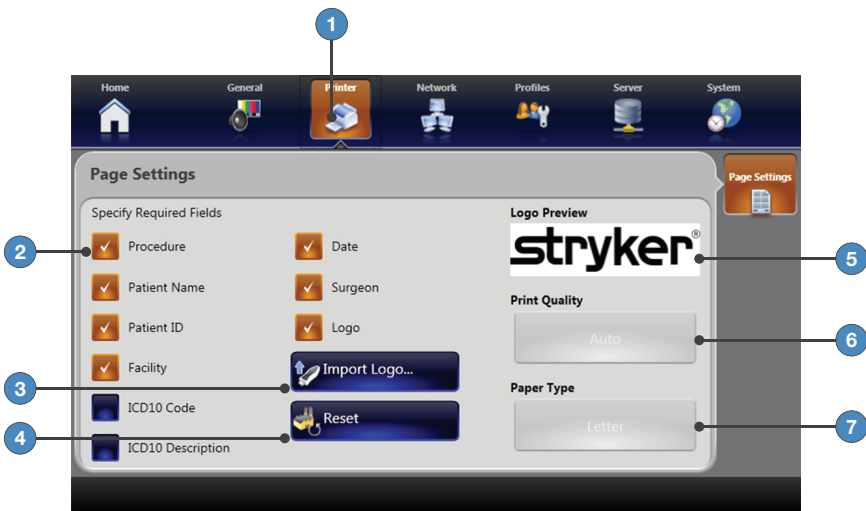 1
Home
General
Printer
Network
Profiles
Server
System
Page Settings
Page Settings
Specify Required Fields
Logo Preview
2
Procedure
Date
stryker®
5
Patient Name
Surgeon
Print Quality
Patient ID
Logo
Auto
6
Facility
Import Logo...
3
Paper Type
ICD10 Code
Reset
Letter
7
4
ICD10 Description